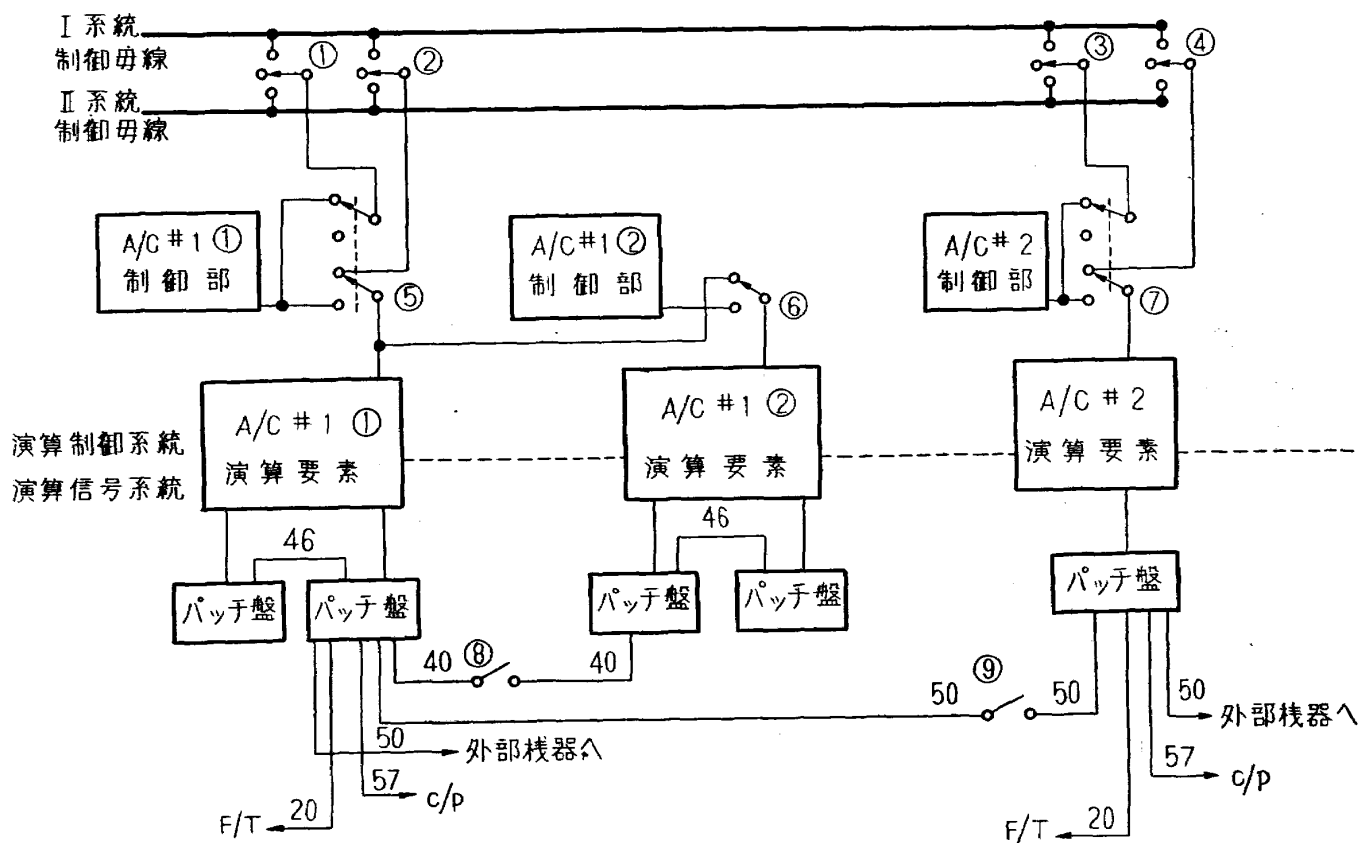 I 系統
制御母線
II 系統
制御母線
①
②
③
④
A/C #1 ①
制御部
⑤
A/C #1 ②
制御部
⑥
A/C # 2
制御部
⑦
A/C # 1 ①
演算要素
A/C # 1 ②
演算要素
A/C # 2
演算要素
演算制御系統
演算信号系統
46
46
パッチ盤
パッチ盤
パッチ盤
パッチ盤
パッチ盤
40
⑧
40
50
⑨
50
50
外部桟器へ
57
c/p
20
F/T
50
外部桟器へ
57
c/p
20
F/T